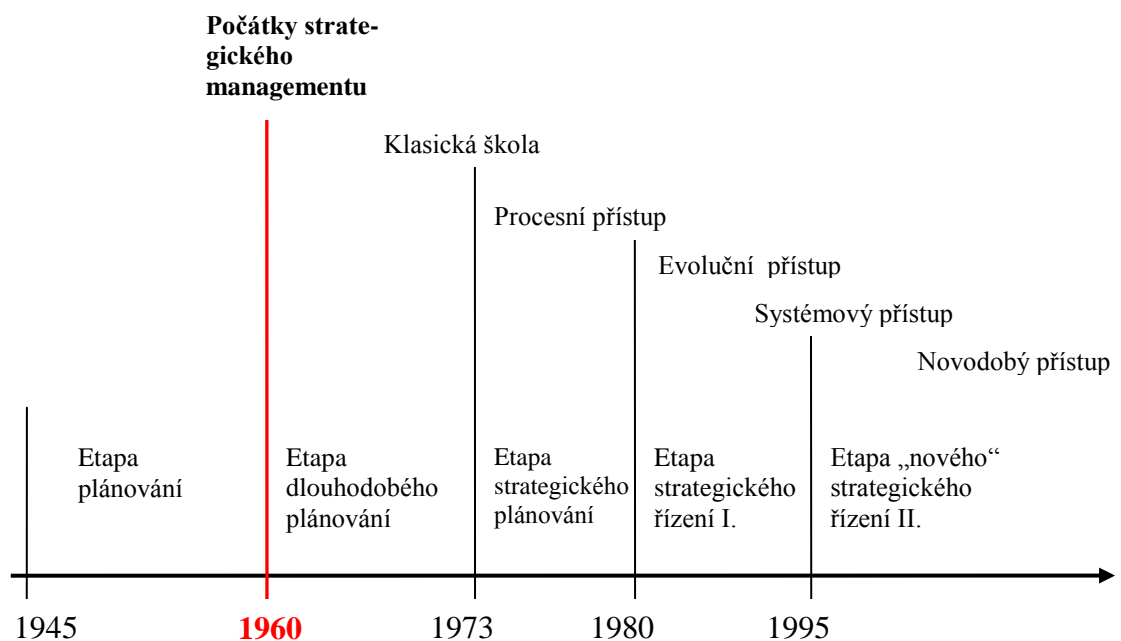 Počátky strate-
gického
managementu
Klasická škola
Procesní přístup
Evoluční přístup
Systémový přístup
Novodobý přístup
Etapa
plánování
Etapa
dlouhodobého
plánování
Etapa
strategického
plánování
Etapa
strategického
řízení I.
Etapa „nového“
strategického
řízení II.
1945
1960
1973
1980
1995